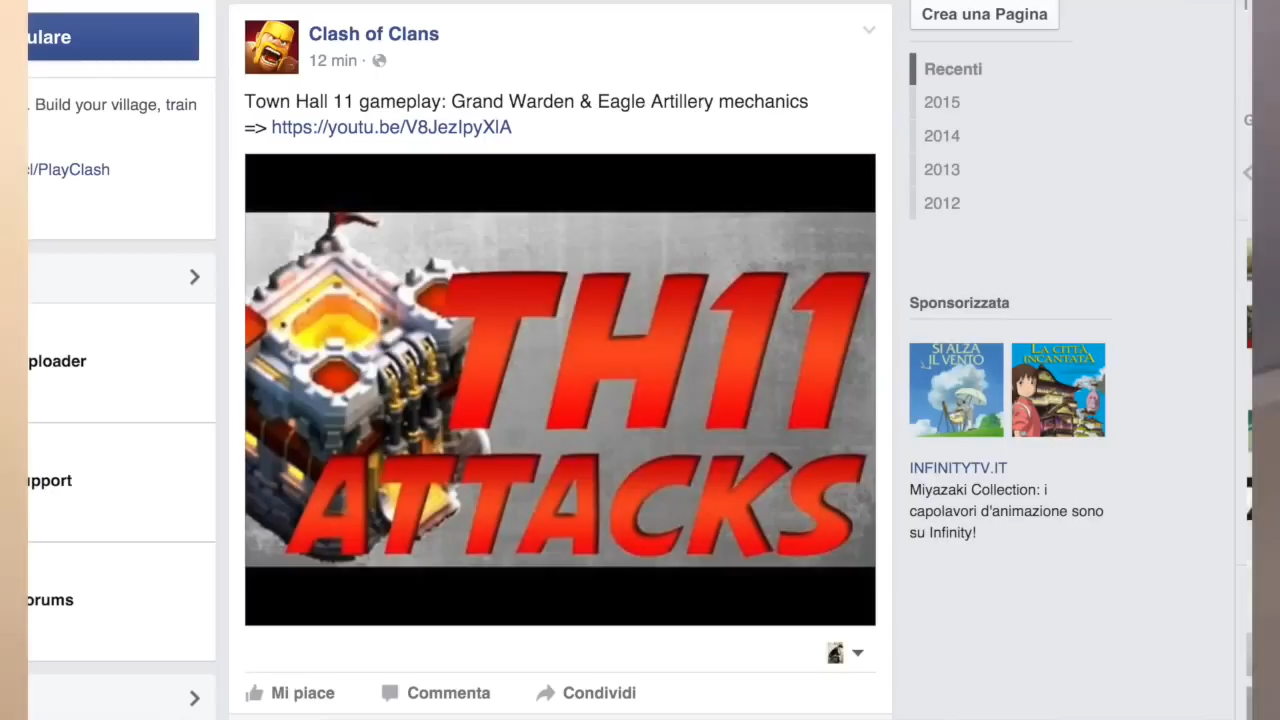 ulare
. Build your village, train
cl/PlayClash
ploader
upport
orums
Clash of Clans
12 min ·
Town Hall 11 gameplay: Grand Warden & Eagle Artillery mechanics
=> https://youtu.be/V8JezIpyXlA
TH11
ATTACKS
Mi piace
Commenta
Condividi
Crea una Pagina
Recenti
2015
2014
2013
2012
Sponsorizzata
SI ALZA
IL VENTO
LA CITTÀ
INCANTATA
INFINITYTV.IT
Miyazaki Collection: i
capolavori d'animazione sono
su Infinity!